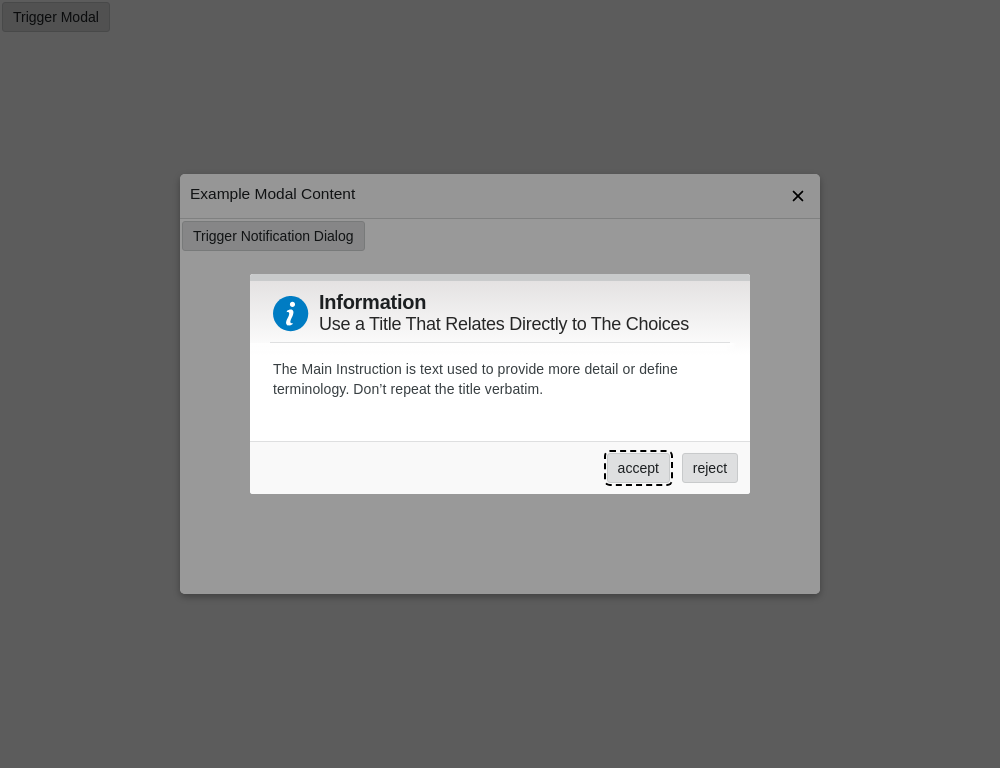 Trigger Modal
Example Modal Content
Trigger Notification Dialog
Information
Use a Title That Relates Directly to The Choices
The Main Instruction is text used to provide more detail or define
terminology. Don’t repeat the title verbatim.
accept
reject